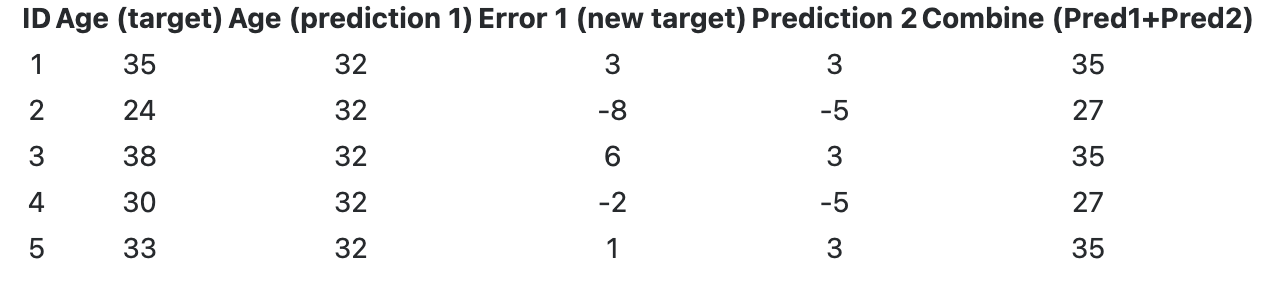 ID Age (target) Age (prediction 1) Error 1 (new target) Prediction 2 Combine (Pred1+Pred2)
1 35 32 3 3 35
2 24 32 -8 -5 27
3 38 32 6 3 35
4 30 32 -2 -5 27
5 33 32 1 3 35